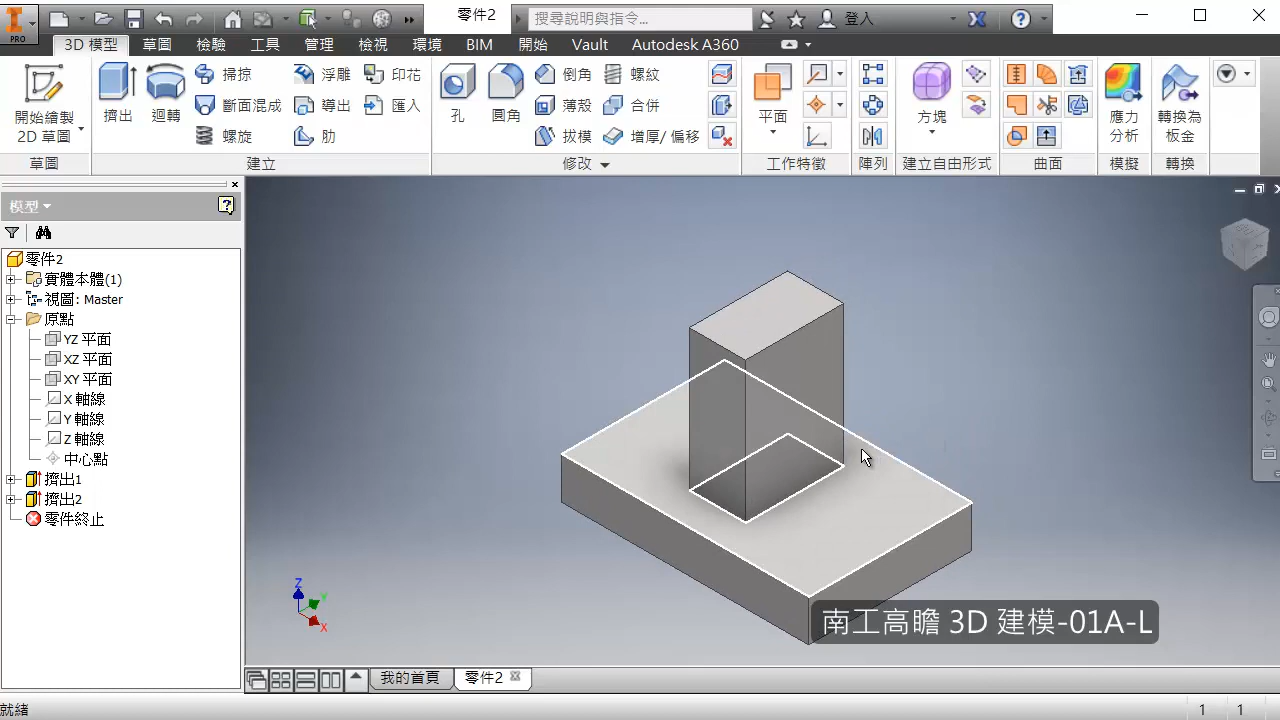 PRO
零件2
搜尋說明與指令...
登入
3D 模型
草圖
檢驗
工具
管理
檢視
環境
BIM
開始
Vault
Autodesk A360
開始繪製
2D 草圖
擠出
迴轉
掃掠
斷面混成
螺旋
浮雕
導出
肋
印花
匯入
孔
圓角
倒角
薄殼
拔模
螺紋
合併
增厚/ 偏移
平面
方塊
應力
分析
轉換為
板金
草圖
建立
修改
工作特徵
陣列
建立自由形式
曲面
模擬
轉換
模型
零件2
實體本體(1)
視圖: Master
原點
YZ 平面
XZ 平面
XY 平面
X 軸線
Y 軸線
Z 軸線
中心點
擠出1
擠出2
零件終止
Z
Y
X
南工高瞻 3D 建模-01A-L
我的首頁
零件2
就緒
1
1